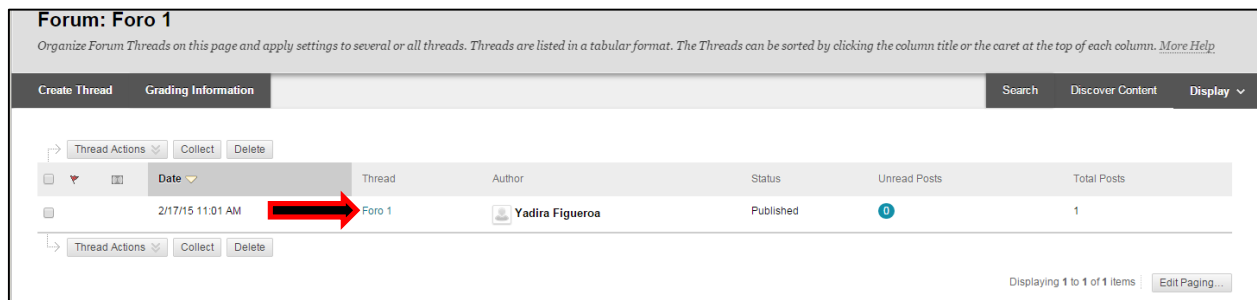 Forum: Foro 1
Organize Forum Threads on this page and apply settings to several or all threads. Threads are listed in a tabular format. The Threads can be sorted by clicking the column title or the caret at the top of each column. More Help
Create Thread Grading Information Search Discover Content Display
Thread Actions Collect Delete
Date Thread Author Status Unread Posts Total Posts
2/17/15 11:01 AM Foro 1 Yadira Figueroa Published 0 1
Thread Actions Collect Delete
Displaying 1 to 1 of 1 items Edit Paging...